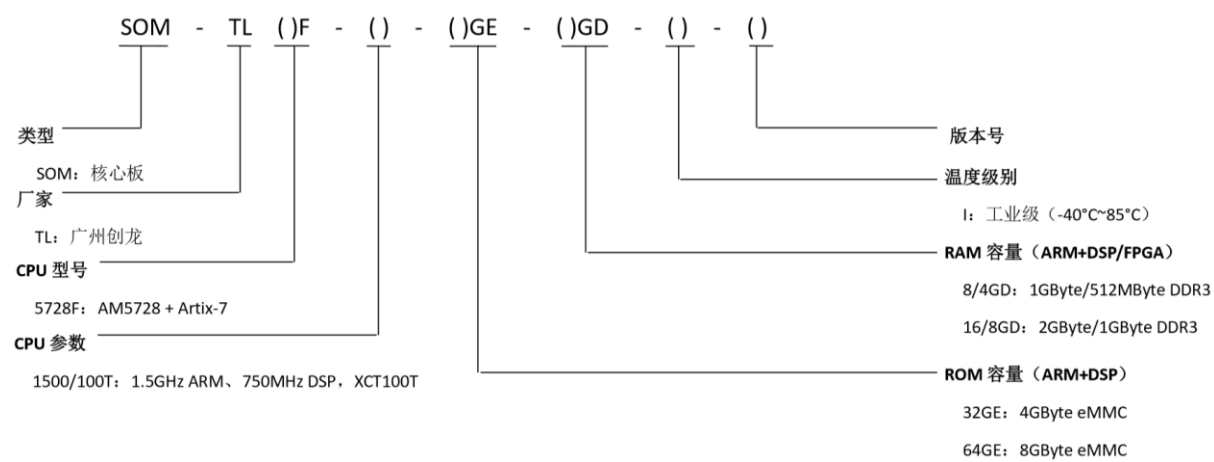 SOM - TL ( )F - ( ) - ( )GE - ( )GD - ( ) - ( )
类型
SOM：核心板
厂家
TL：广州创龙
CPU 型号
5728F：AM5728 + Artix-7
CPU 参数
1500/100T：1.5GHz ARM、750MHz DSP，XCT100T
版本号
温度级别
I：工业级（-40°C~85°C）
RAM 容量（ARM+DSP/FPGA）
8/4GD：1GByte/512MByte DDR3
16/8GD：2GByte/1GByte DDR3
ROM 容量（ARM+DSP）
32GE：4GByte eMMC
64GE：8GByte eMMC